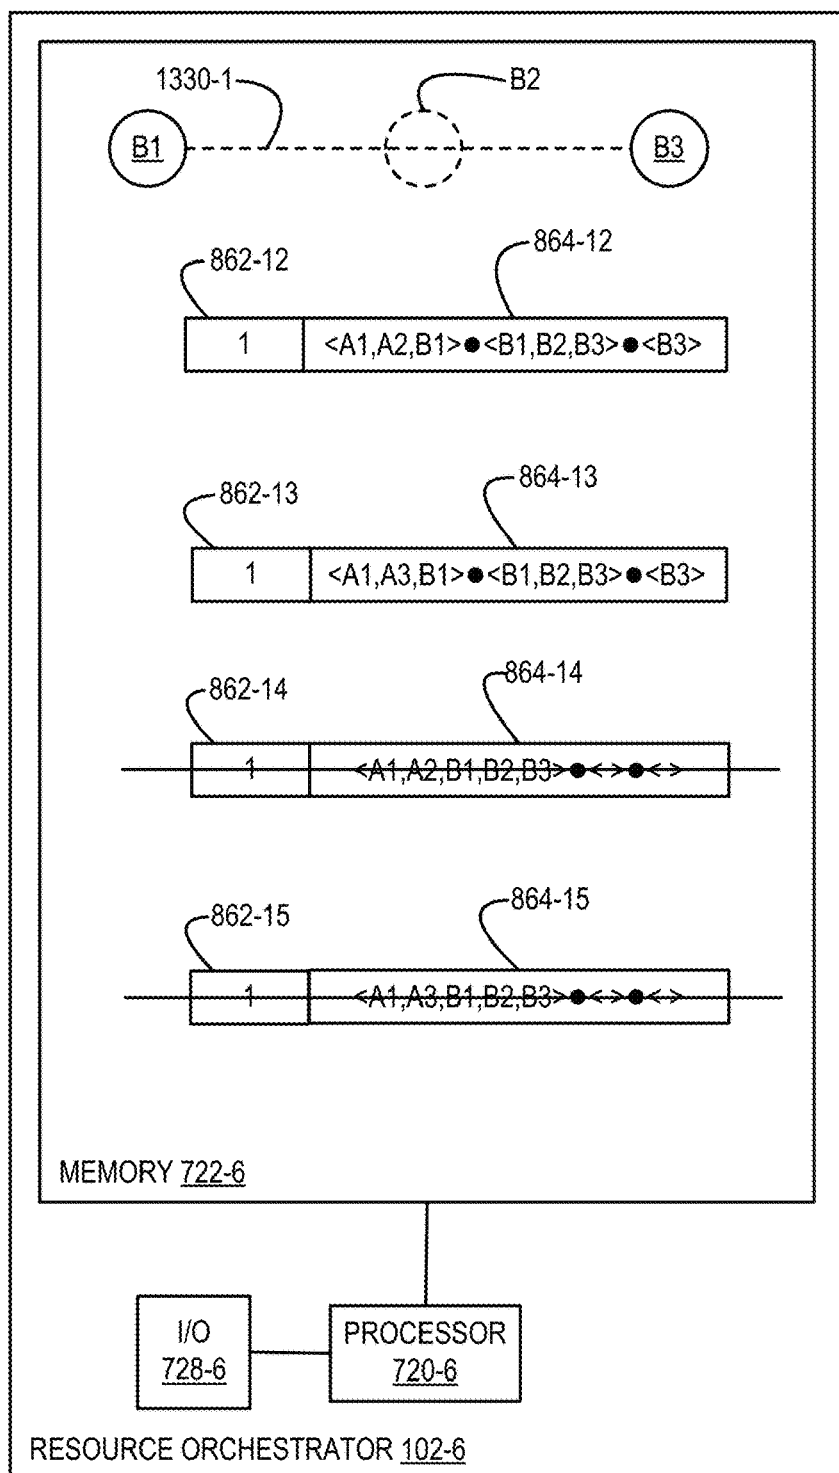 1330-1 B2
B1 B3
862-12 864-12
1 <A1,A2,B1>●<B1,B2,B3>●<B3>
862-13 864-13
1 <A1,A3,B1>●<B1,B2,B3>●<B3>
862-14 864-14
1 <A1,A2,B1,B2,B3>●<>●<>
862-15 864-15
1 <A1,A3,B1,B2,B3>●<>●<>
MEMORY 722-6
I/O
728-6
PROCESSOR
720-6
RESOURCE ORCHESTRATOR 102-6